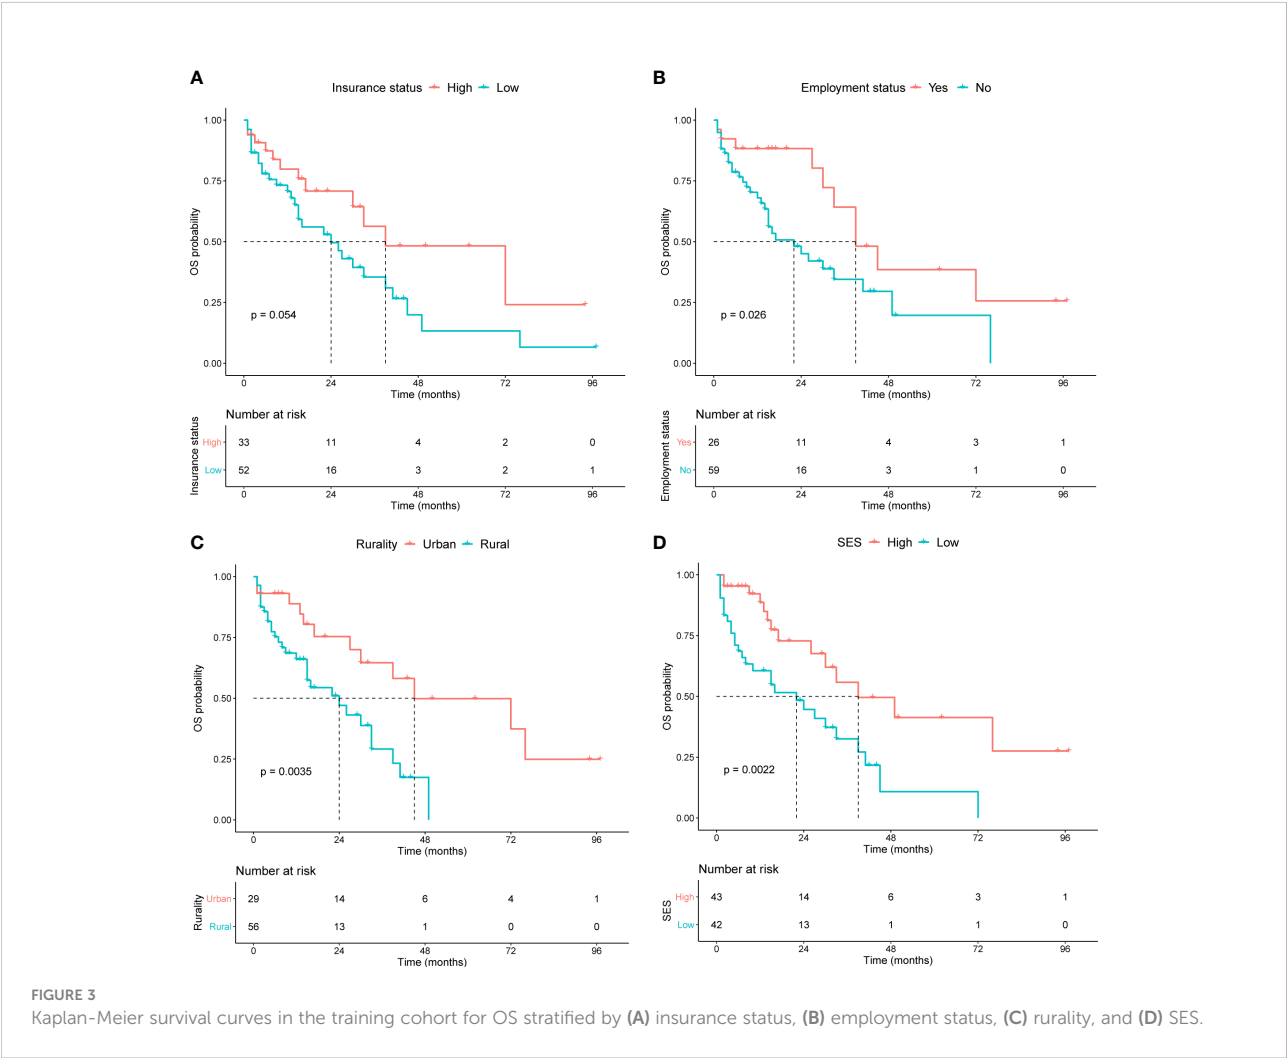 A
Insurance status High Low
1.00
0.75
0.50
0.25
0.00
OS probability
p = 0.054
0 24 48 72 96
Time (months)
Number at risk
Insurance status
High 33 11 4 2 0
Low 52 16 3 2 1
0 24 48 72 96
Time (months)
B
Employment status Yes No
1.00
0.75
0.50
0.25
0.00
OS probability
p = 0.026
0 24 48 72 96
Time (months)
Number at risk
Employment status
Yes 26 11 4 3 1
No 59 16 3 1 0
0 24 48 72 96
Time (months)
C
Rurality Urban Rural
1.00
0.75
0.50
0.25
0.00
OS probability
p = 0.0035
0 24 48 72 96
Time (months)
Number at risk
Rurality
Urban 29 14 6 4 1
Rural 56 13 1 0 0
0 24 48 72 96
Time (months)
D
SES High Low
1.00
0.75
0.50
0.25
0.00
OS probability
p = 0.0022
0 24 48 72 96
Time (months)
Number at risk
SES
High 43 14 6 3 1
Low 42 13 1 1 0
0 24 48 72 96
Time (months)
FIGURE 3
Kaplan-Meier survival curves in the training cohort for OS stratified by (A) insurance status, (B) employment status, (C) rurality, and (D) SES.